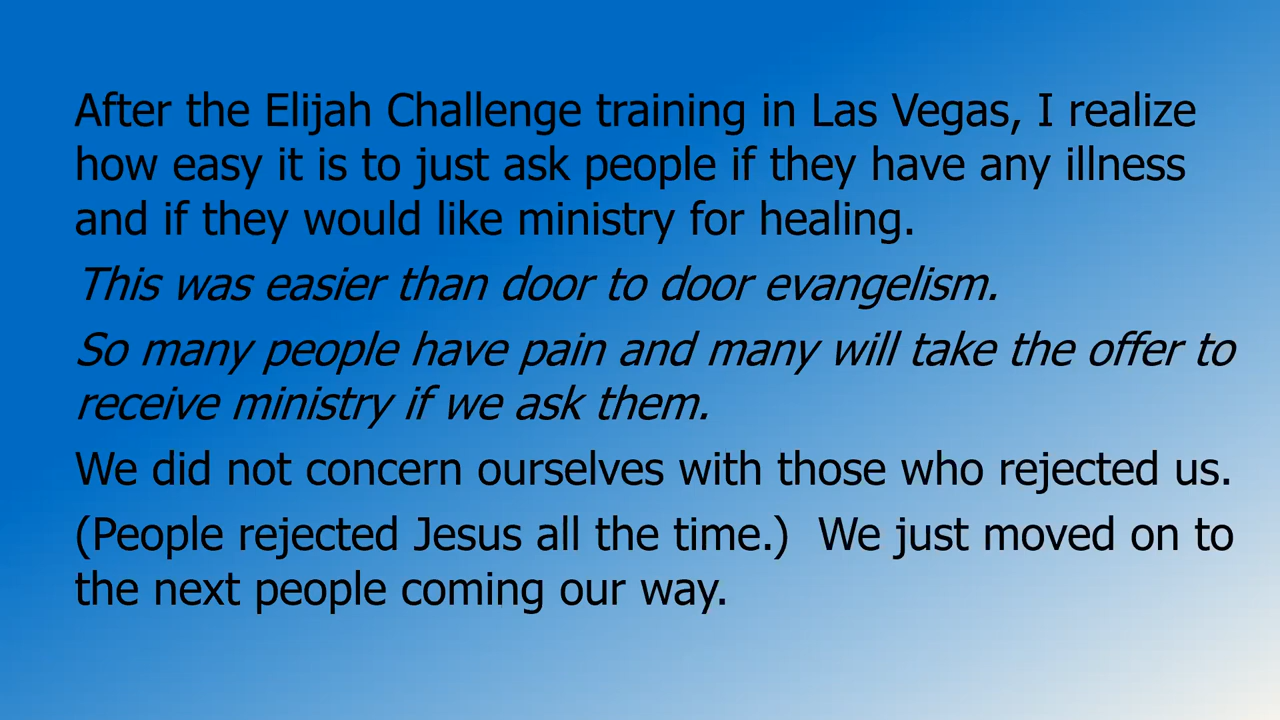 After the Elijah Challenge training in Las Vegas, I realize
how easy it is to just ask people if they have any illness
and if they would like ministry for healing.
This was easier than door to door evangelism.
So many people have pain and many will take the offer to
receive ministry if we ask them.
We did not concern ourselves with those who rejected us.
(People rejected Jesus all the time.)  We just moved on to
the next people coming our way.